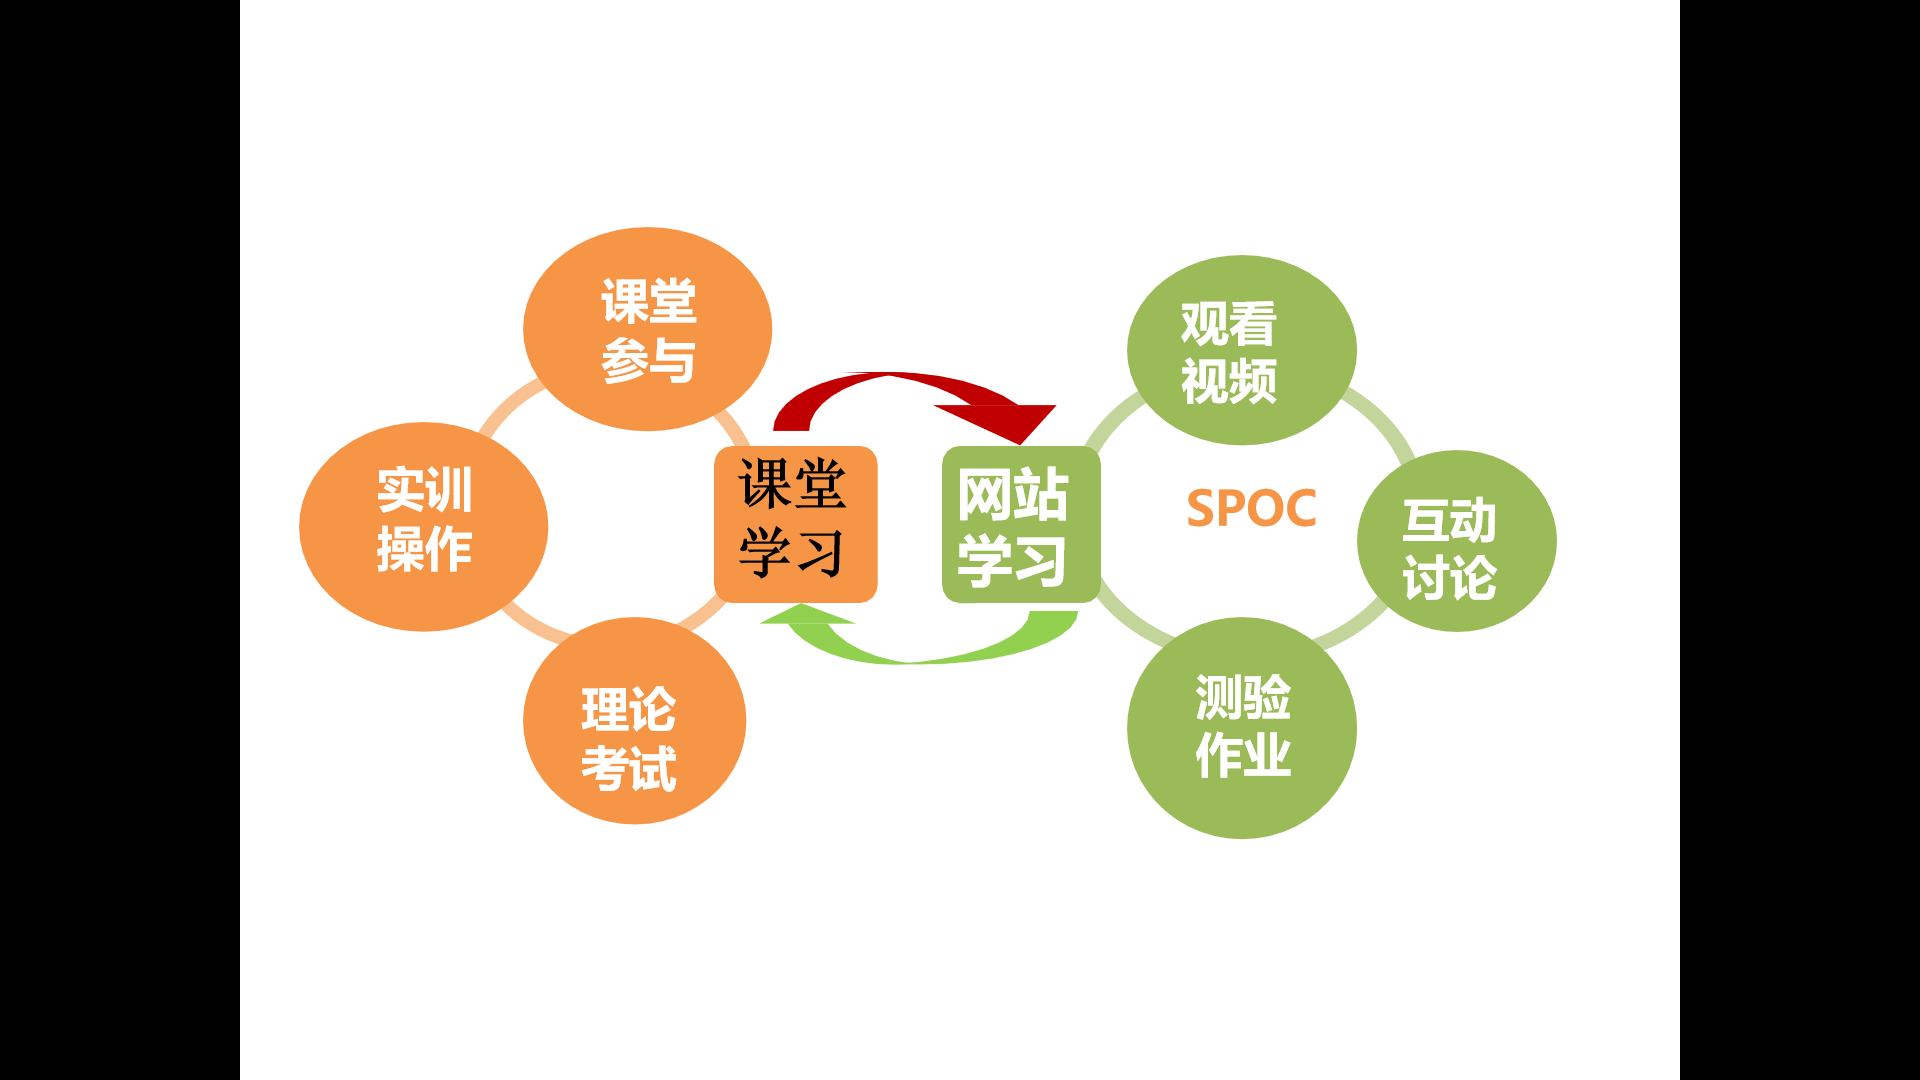 课堂
参与
实训
操作
理论
考试
课堂
学习
网站
学习
SPOC
观看
视频
互动
讨论
测验
作业